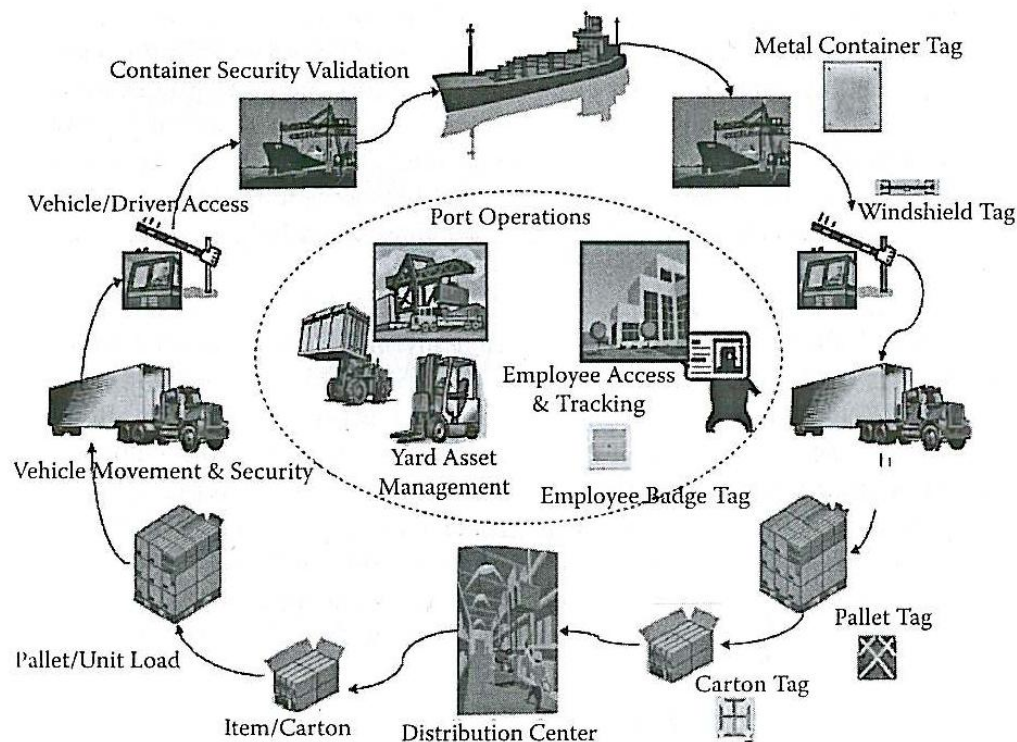 Metal Container Tag
Container Security Validation
Vehicle/Driver Access
Windshield Tag
Port Operations
Employee Access
& Tracking
Yard Asset
Management
Vehicle Movement & Security
Employee Badge Tag
Pallet Tag
Pallet/Unit Load
Carton Tag
Item/Carton
Distribution Center